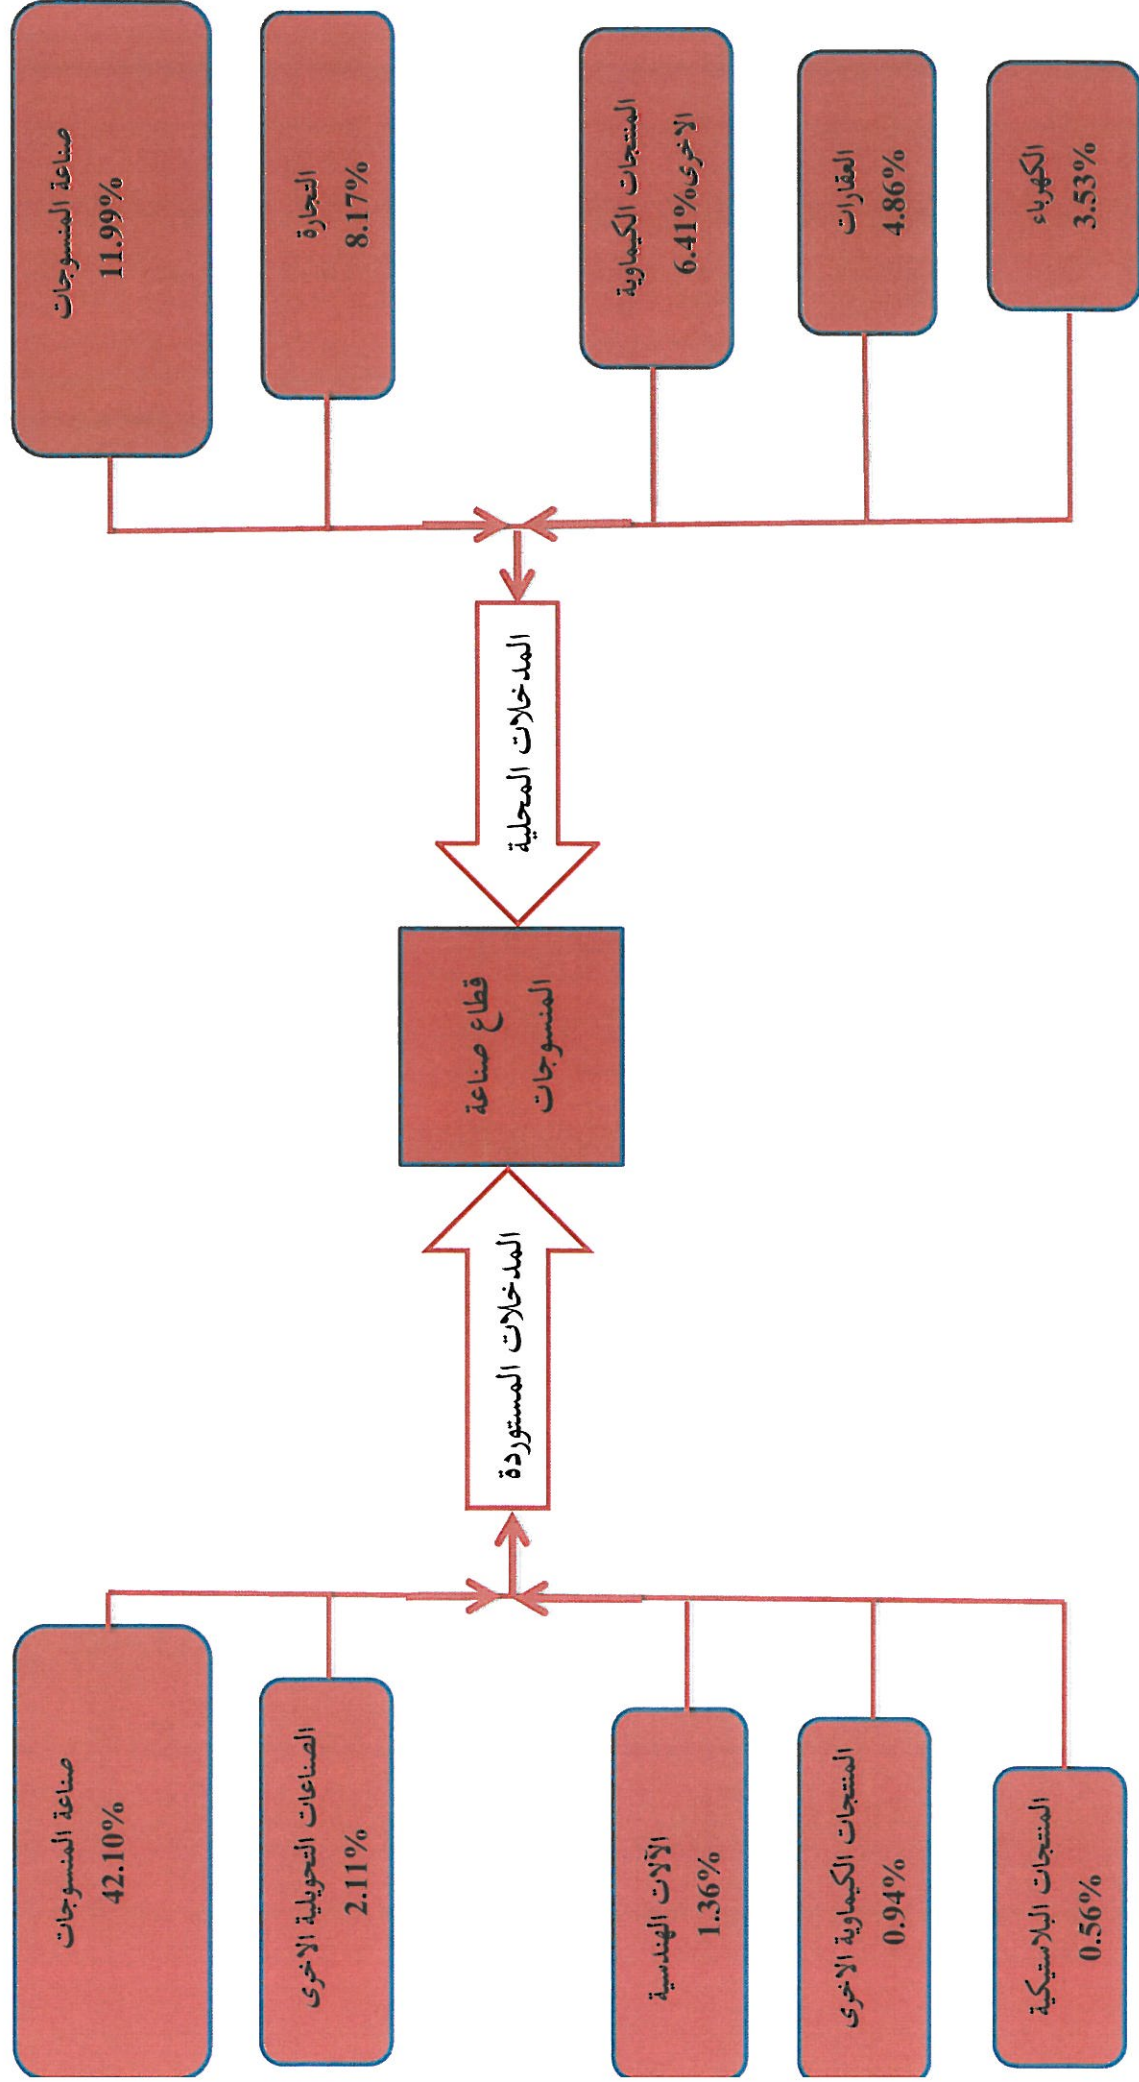 صناعة المنسوجات
11.99%
التجارة
8.17%
المنتجات الكيماوية
الاخرى6.41%
العقارات
4.86%
الكهرباء
3.53%
المدخلات المحلية
قطاع صناعة
المنسوجات
المدخلات المستوردة
صناعة المنسوجات
42.10%
الصناعات التحويلية الاخرى
2.11%
الآلات الهندسية
1.36%
المنتجات الكيماوية الاخرى
0.94%
المنتجات البلاستيكية
0.56%